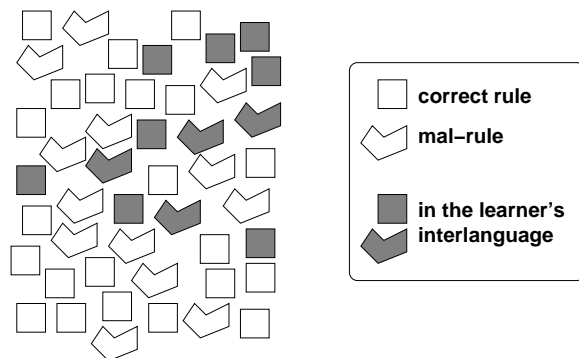 correct rule
mal−rule
in the learner's
interlanguage